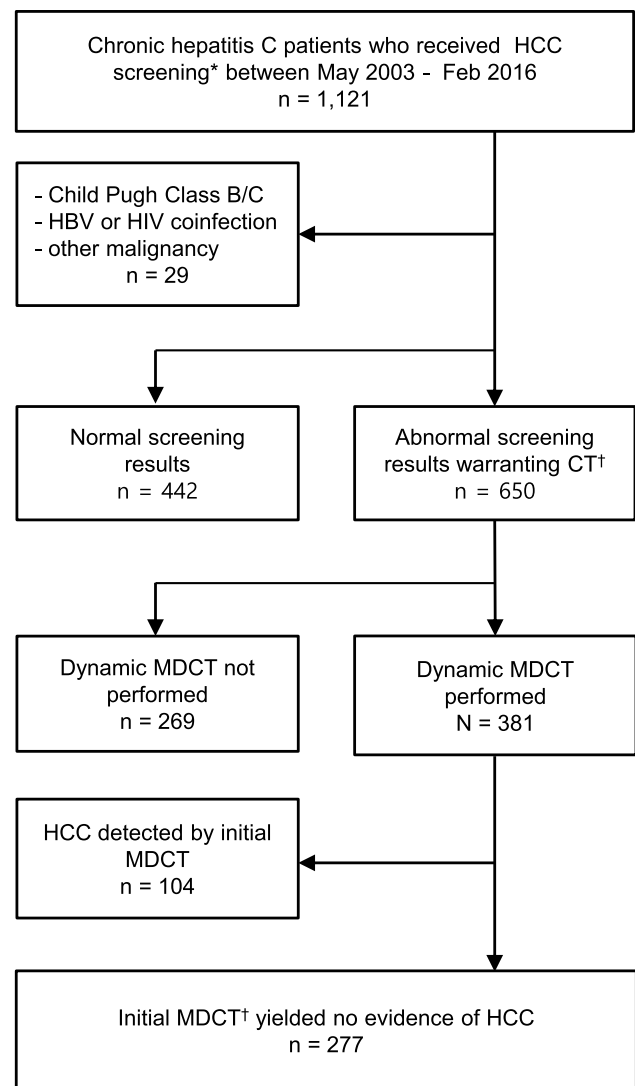 Chronic hepatitis C patients who received HCC
screening* between May 2003 - Feb 2016
n = 1,121
- Child Pugh Class B/C
- HBV or HIV coinfection
- other malignancy
n = 29
Normal screening
results
n = 442
Abnormal screening
results warranting CT†
n = 650
Dynamic MDCT not
performed
n = 269
Dynamic MDCT
performed
N = 381
HCC detected by initial
MDCT
n = 104
Initial MDCT† yielded no evidence of HCC
n = 277